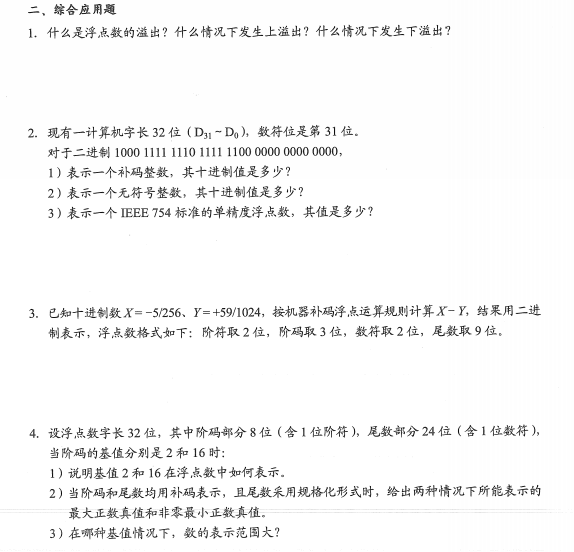 二、综合应用题
1. 什么是浮点数的溢出？什么情况下发生上溢出？什么情况下发生下溢出？
2. 现有一计算机字长 32 位（D31 ~ D0），数符位是第 31 位。
对于二进制 1000 1111 1110 1111 1100 0000 0000 0000，
1）表示一个补码整数，其十进制值是多少？
2）表示一个无符号整数，其十进制值是多少？
3）表示一个 IEEE 754 标准的单精度浮点数，其值是多少？
3. 已知十进制数 X = -5/256、Y = +59/1024，按机器补码浮点运算规则计算 X - Y，结果用二进
制表示，浮点数格式如下：阶符取 2 位，阶码取 3 位，数符取 2 位，尾数取 9 位。
4. 设浮点数字长 32 位，其中阶码部分 8 位（含 1 位阶符），尾数部分 24 位（含 1 位数符），
当阶码的基值分别是 2 和 16 时：
1）说明基值 2 和 16 在浮点数中如何表示。
2）当阶码和尾数均用补码表示，且尾数采用规格化形式时，给出两种情况下所能表示的
最大正数真值和非零最小正数真值。
3）在哪种基值情况下，数的表示范围大？